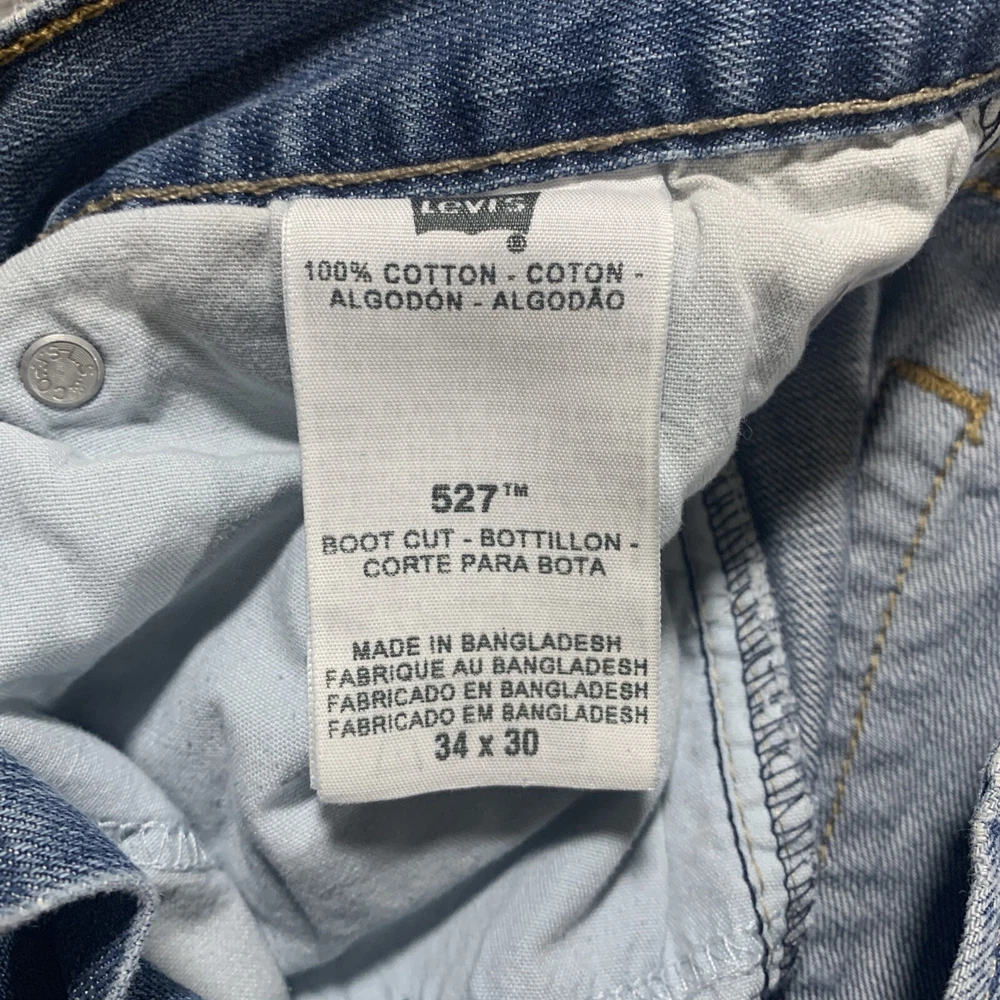 Levi's
®
100% COTTON - COTON -
ALGODÓN - ALGODÃO
527™
BOOT CUT - BOTTILLON -
CORTE PARA BOTA
MADE IN BANGLADESH
FABRIQUE AU BANGLADESH
FABRICADO EN BANGLADESH
FABRICADO EM BANGLADESH
34 x 30